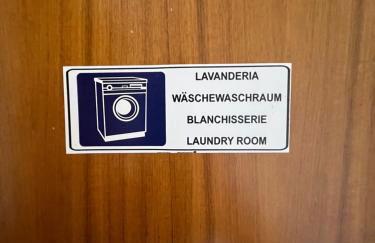 LAVANDERIA
WÄSCHEWASCHRAUM
BLANCHISSERIE
LAUNDRY ROOM